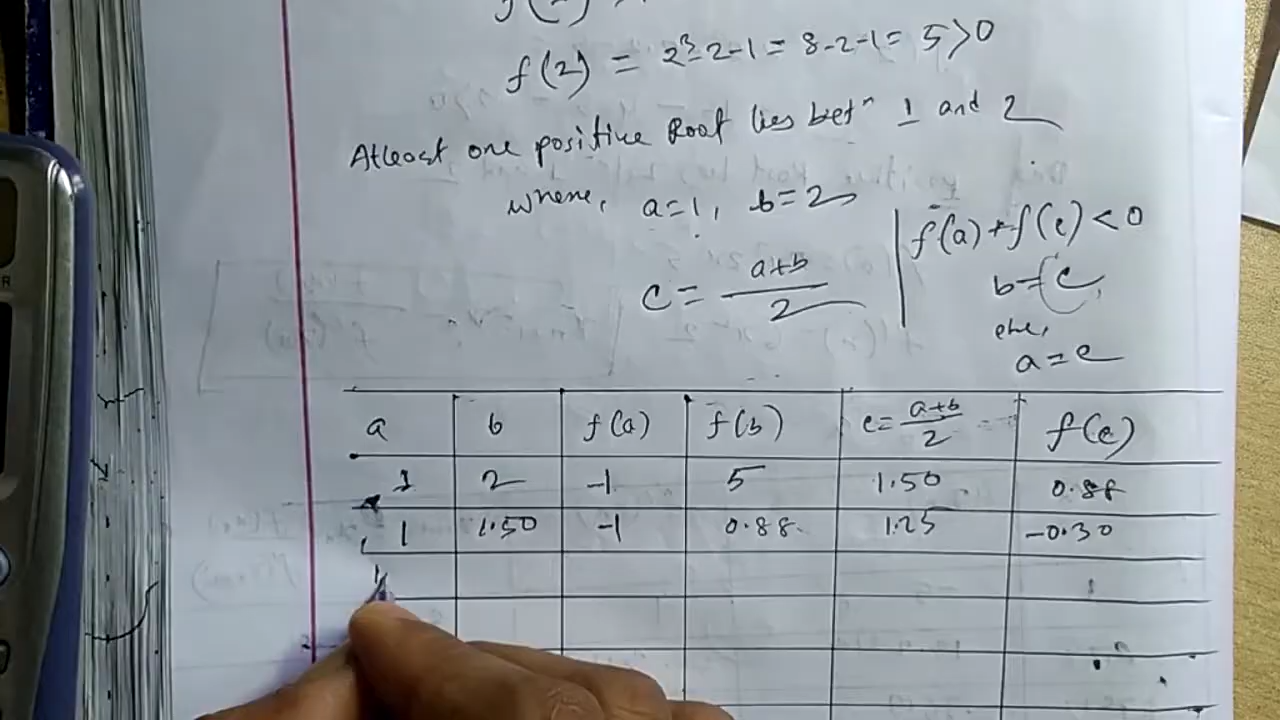 f(2) = 2³-2-1 = 8-2-1 = 5>0
Atleast one positive Root lies betⁿ 1 and 2
where, a=1, b=2
c = a+b / 2
f(a) * f(c) < 0
b = c,
else,
a = c
a b f(a) f(b) c = a+b / 2 f(c)
1 2 -1 5 1.50 0.88
1 1.50 -1 0.88 1.25 -0.30
1